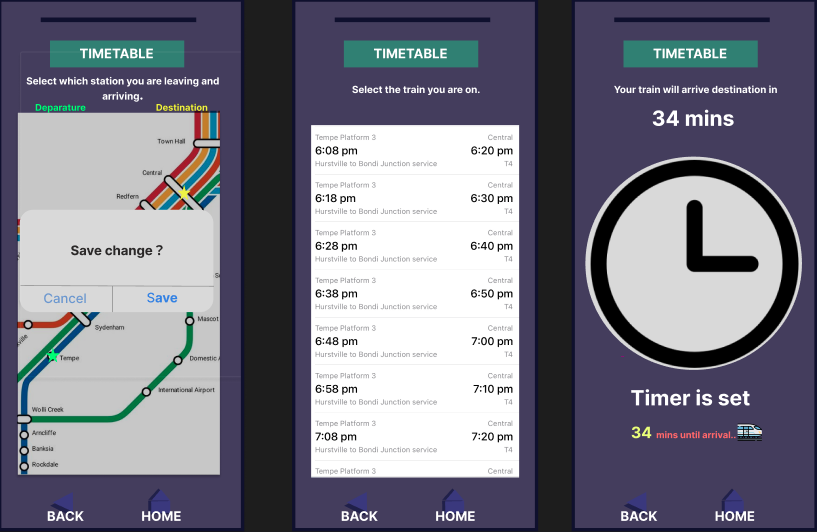 TIMETABLE
Select which station you are leaving and
arriving.
Deparature
Destination
Town Hall
Central
Redfern
Save change ?
Cancel
Save
Sydenham
Mascot
Tempe
Domestic
International Airport
Wolli Creek
Arncliffe
Banksia
Rockdale
BACK
HOME
TIMETABLE
Select the train you are on.
Tempe Platform 3 Central
6:08 pm 6:20 pm
Hurstville to Bondi Junction service T4
Tempe Platform 3 Central
6:18 pm 6:30 pm
Hurstville to Bondi Junction service T4
Tempe Platform 3 Central
6:28 pm 6:40 pm
Hurstville to Bondi Junction service T4
Tempe Platform 3 Central
6:38 pm 6:50 pm
Hurstville to Bondi Junction service T4
Tempe Platform 3 Central
6:48 pm 7:00 pm
Hurstville to Bondi Junction service T4
Tempe Platform 3 Central
6:58 pm 7:10 pm
Hurstville to Bondi Junction service T4
Tempe Platform 3 Central
7:08 pm 7:20 pm
Hurstville to Bondi Junction service T4
Tempe Platform 3 Central
BACK
HOME
TIMETABLE
Your train will arrive destination in
34 mins
Timer is set
34 mins until arrival..
BACK
HOME